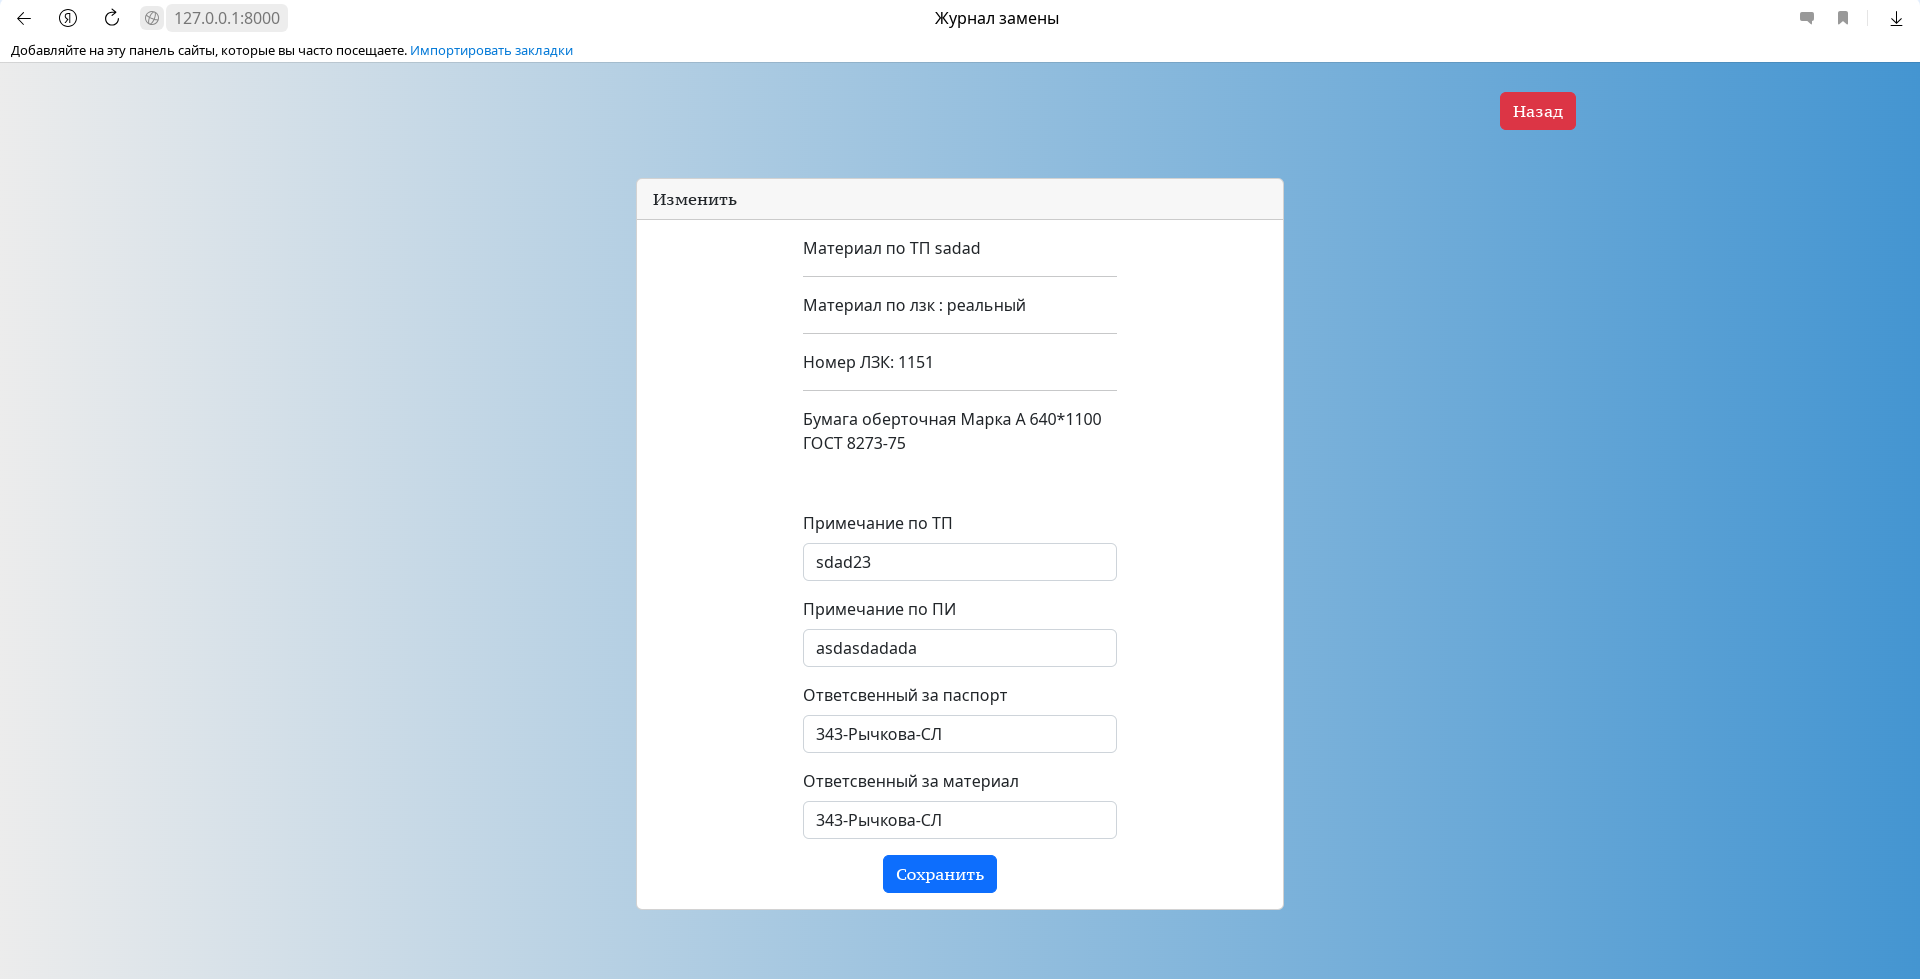 127.0.0.1:8000
Журнал замены
Добавляйте на эту панель сайты, которые вы часто посещаете. Импортировать закладки
Назад
Изменить
Материал по ТП sadad
Материал по лзк : реальный
Номер ЛЗК: 1151
Бумага оберточная Марка А 640*1100
ГОСТ 8273-75
Примечание по ТП
sdad23
Примечание по ПИ
asdasdadada
Ответсвенный за паспорт
343-Рычкова-СЛ
Ответсвенный за материал
343-Рычкова-СЛ
Сохранить